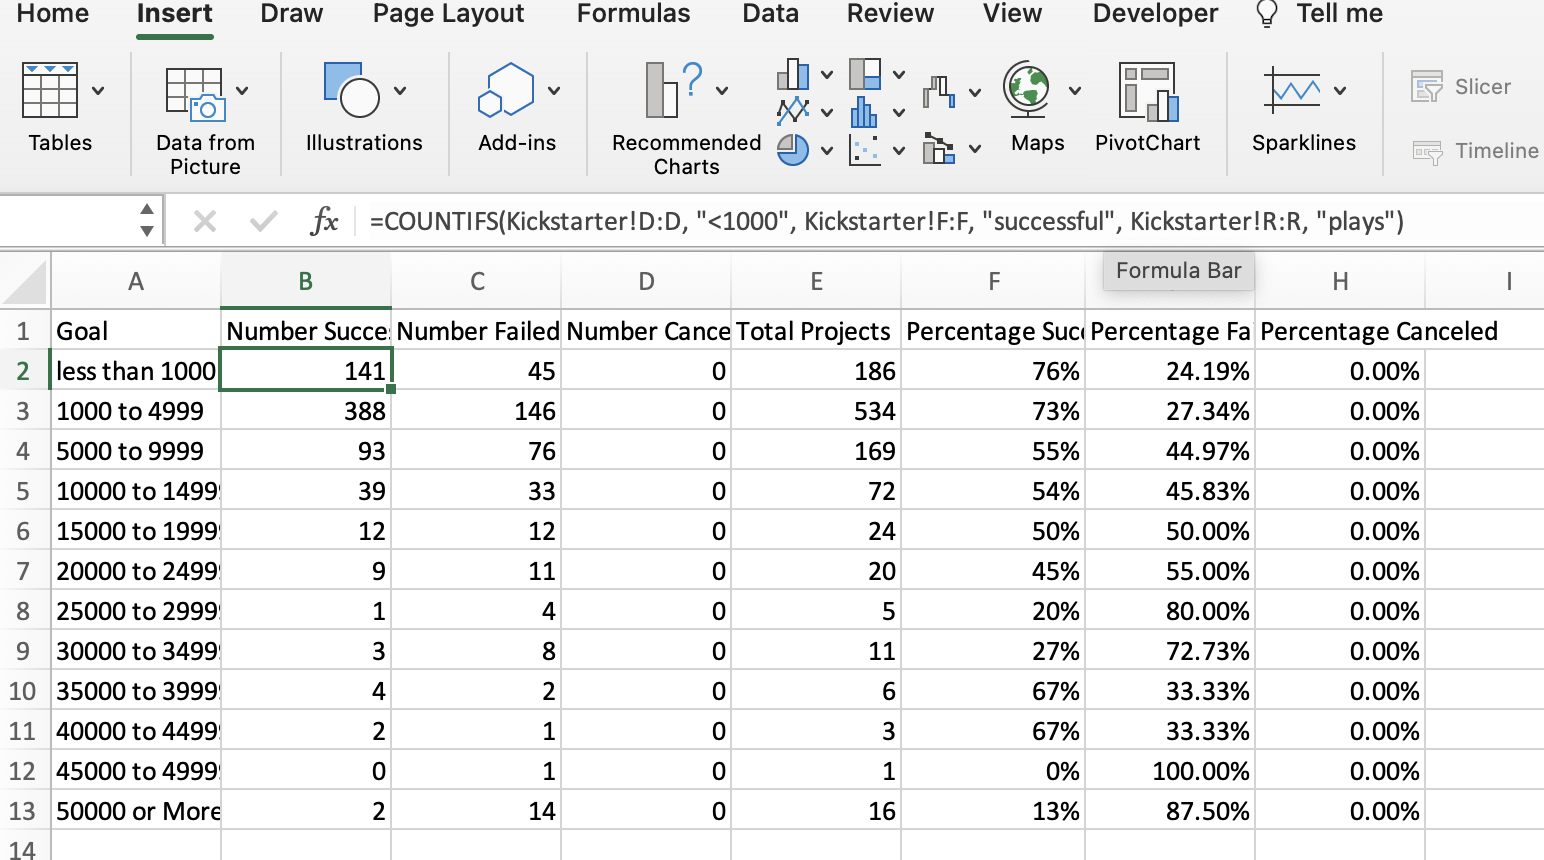 Home Insert Draw Page Layout Formulas Data Review View Developer Tell me
Tables Data from Picture Illustrations Add-ins Recommended Charts Maps PivotChart Sparklines Slicer Timeline
fx =COUNTIFS(Kickstarter!D:D, "<1000", Kickstarter!F:F, "successful", Kickstarter!R:R, "plays")
Formula Bar
A B C D E F H I
1 Goal Number Succes Number Failed Number Cance Total Projects Percentage Succ Percentage Fa Percentage Canceled
2 less than 1000 141 45 0 186 76% 24.19% 0.00%
3 1000 to 4999 388 146 0 534 73% 27.34% 0.00%
4 5000 to 9999 93 76 0 169 55% 44.97% 0.00%
5 10000 to 14999 39 33 0 72 54% 45.83% 0.00%
6 15000 to 19999 12 12 0 24 50% 50.00% 0.00%
7 20000 to 24999 9 11 0 20 45% 55.00% 0.00%
8 25000 to 29999 1 4 0 5 20% 80.00% 0.00%
9 30000 to 34999 3 8 0 11 27% 72.73% 0.00%
10 35000 to 39999 4 2 0 6 67% 33.33% 0.00%
11 40000 to 44999 2 1 0 3 67% 33.33% 0.00%
12 45000 to 49999 0 1 0 1 0% 100.00% 0.00%
13 50000 or More 2 14 0 16 13% 87.50% 0.00%
14